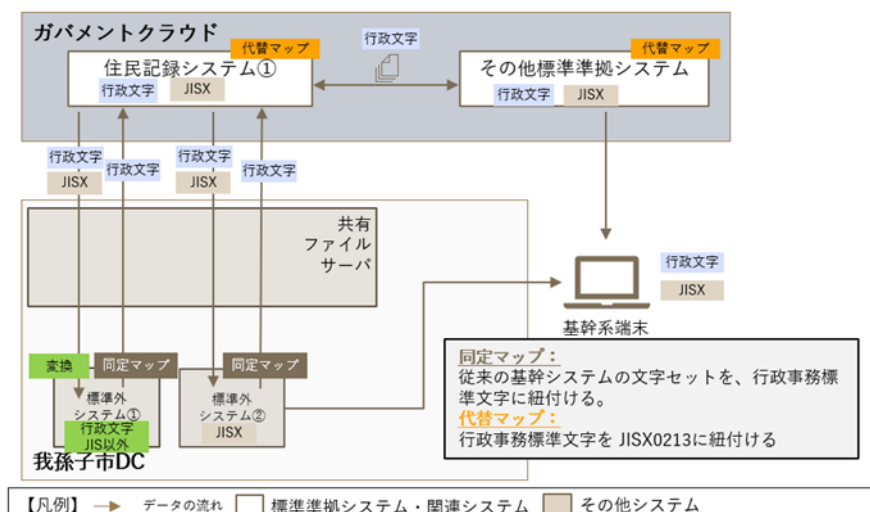 ガバメントクラウド
代替マップ
住民記録システム①
行政文字 JISX
行政文字
代替マップ
その他標準準拠システム
行政文字 JISX
行政文字
JISX
行政文字
行政文字
JISX
行政文字
共有
ファイル
サーバ
行政文字
JISX
基幹系端末
変換
同定マップ
標準外
システム①
行政文字
JIS以外
同定マップ
標準外
システム②
JISX
我孫子市DC
同定マップ：
従来の基幹システムの文字セットを、行政事務標
準文字に紐付ける。
代替マップ：
行政事務標準文字を JISX0213に紐付ける
【凡例】 データの流れ 標準準拠システム・関連システム その他システム